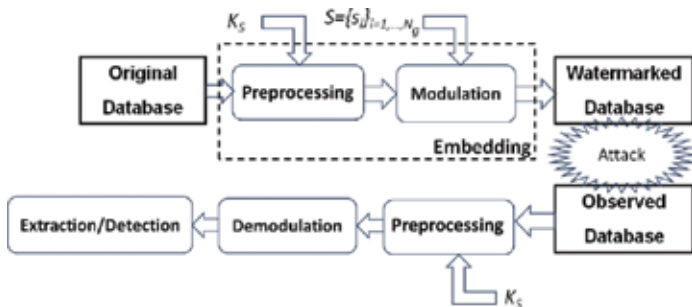 K_S
S={s_i}_{i=1,...,N_g}
Original
Database
Preprocessing
Modulation
Watermarked
Database
Embedding
Attack
Extraction/Detection
Demodulation
Preprocessing
Observed
Database
K_S